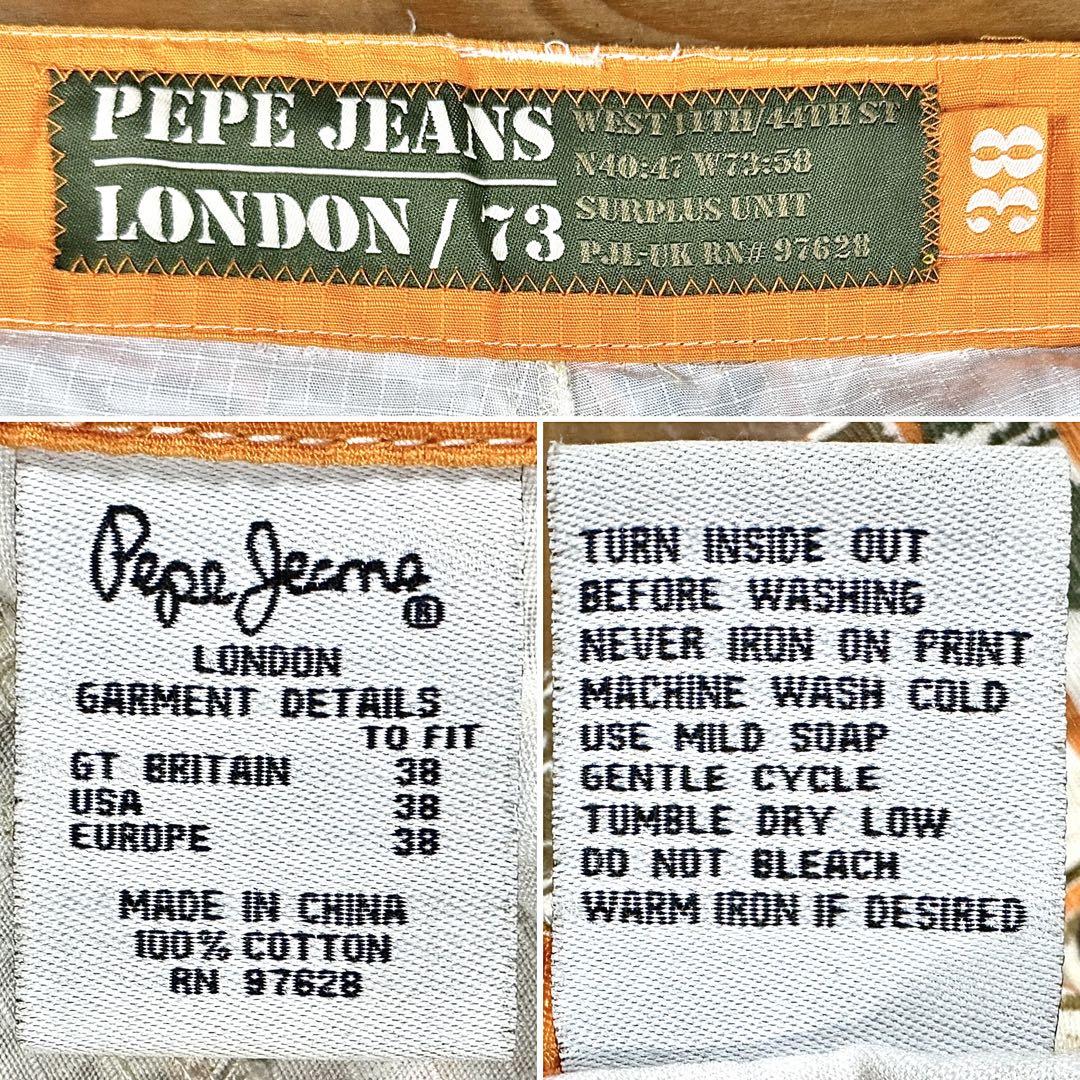 PEPE JEANS
LONDON / 73
WEST 11TH/44TH ST
N40:47 W73:58
SURPLUS UNIT
PJL-UK RN# 97628
38
Pepe Jeans®
LONDON
GARMENT DETAILS
TO FIT
GT BRITAIN 38
USA 38
EUROPE 38
MADE IN CHINA
100% COTTON
RN 97628
TURN INSIDE OUT
BEFORE WASHING
NEVER IRON ON PRINT
MACHINE WASH COLD
USE MILD SOAP
GENTLE CYCLE
TUMBLE DRY LOW
DO NOT BLEACH
WARM IRON IF DESIRED